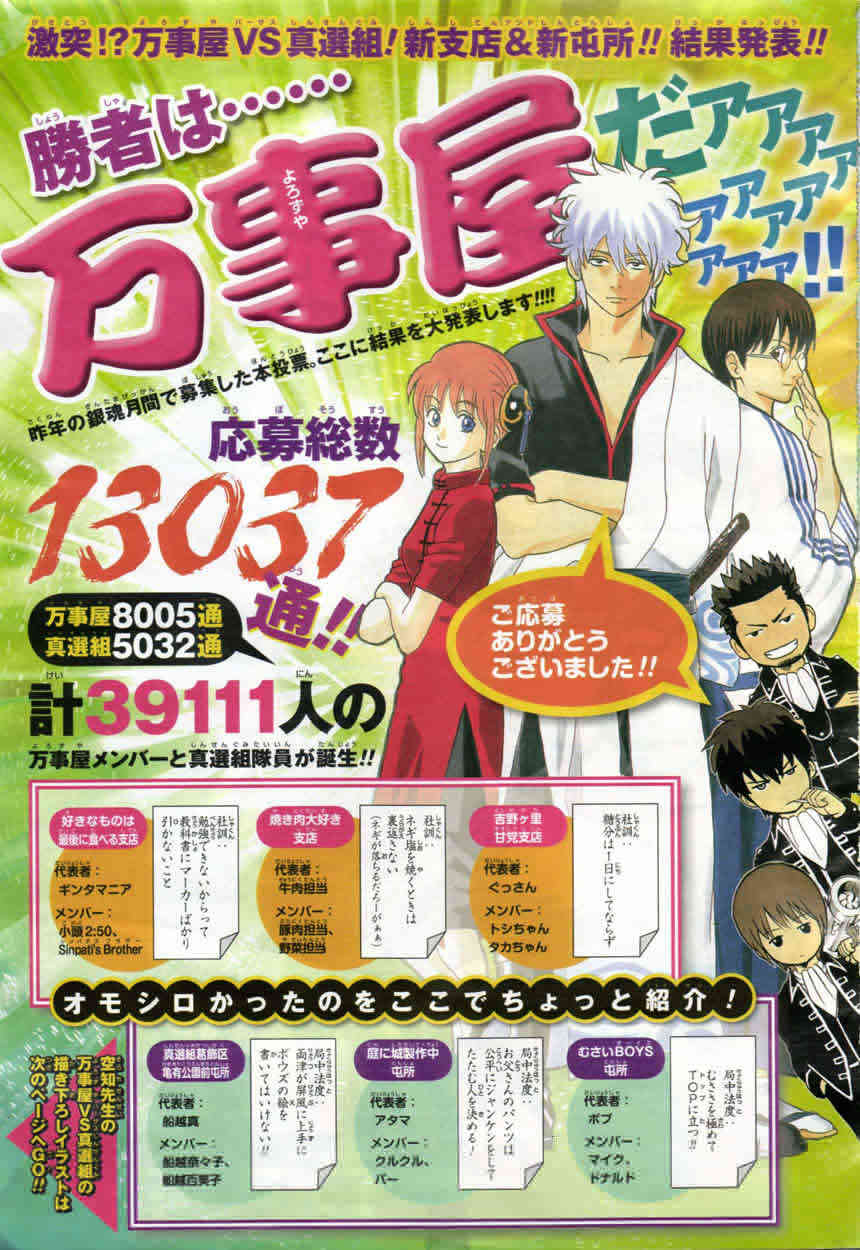 激突!?万事屋VS真選組!新支店&新屯所!!結果発表!!
勝者は……
万事屋
よろずや
だァァァァ
ァァァァ
ァァァ!!
昨年の銀魂月間で募集した本投票。ここに結果を大発表します!!!!
応募総数
13037
通!!
万事屋8005通
真選組5032通
計39111人の
万事屋メンバーと真選組隊員が誕生!!
ご応募
ありがとう
ございました!!
好きなものは
最後に食べる支店
代表者:
ギンタマニア
メンバー:
小頭2:50、
Sinpati's Brother
社訓:
勉強できないからって
教科書にマーカーばかり
引かないこと
焼き肉大好き
支店
代表者:
牛肉担当
メンバー:
豚肉担当、
野菜担当
社訓:
ネギ塩を焼くときは
裏返さない
(ネギが落ちるだろーがぁぁ)
吉野ヶ里
甘党支店
代表者:
ぐっさん
メンバー:
トシちゃん
タカちゃん
社訓:
糖分は1日にしてならず
オモシロかったのをここでちょっと紹介!
真選組葛飾区
亀有公園前屯所
代表者:
船越真
メンバー:
船越奈々子、
船越百英子
局中法度:
両津が屏風に上手に
ボウズの絵を
書いてはいけない!!
庭に城製作中
屯所
代表者:
アタマ
メンバー:
クルクル、
パー
局中法度:
お父さんのパンツは
公平にジャンケンをして
たたむ人を決める!
むさいBOYS
屯所
代表者:
ボブ
メンバー:
マイク、
ドナルド
局中法度:
むささを極めて
TOPに立つ!!
空知先生の
万事屋VS真選組の
描き下ろしイラストは
次のページへGO!!